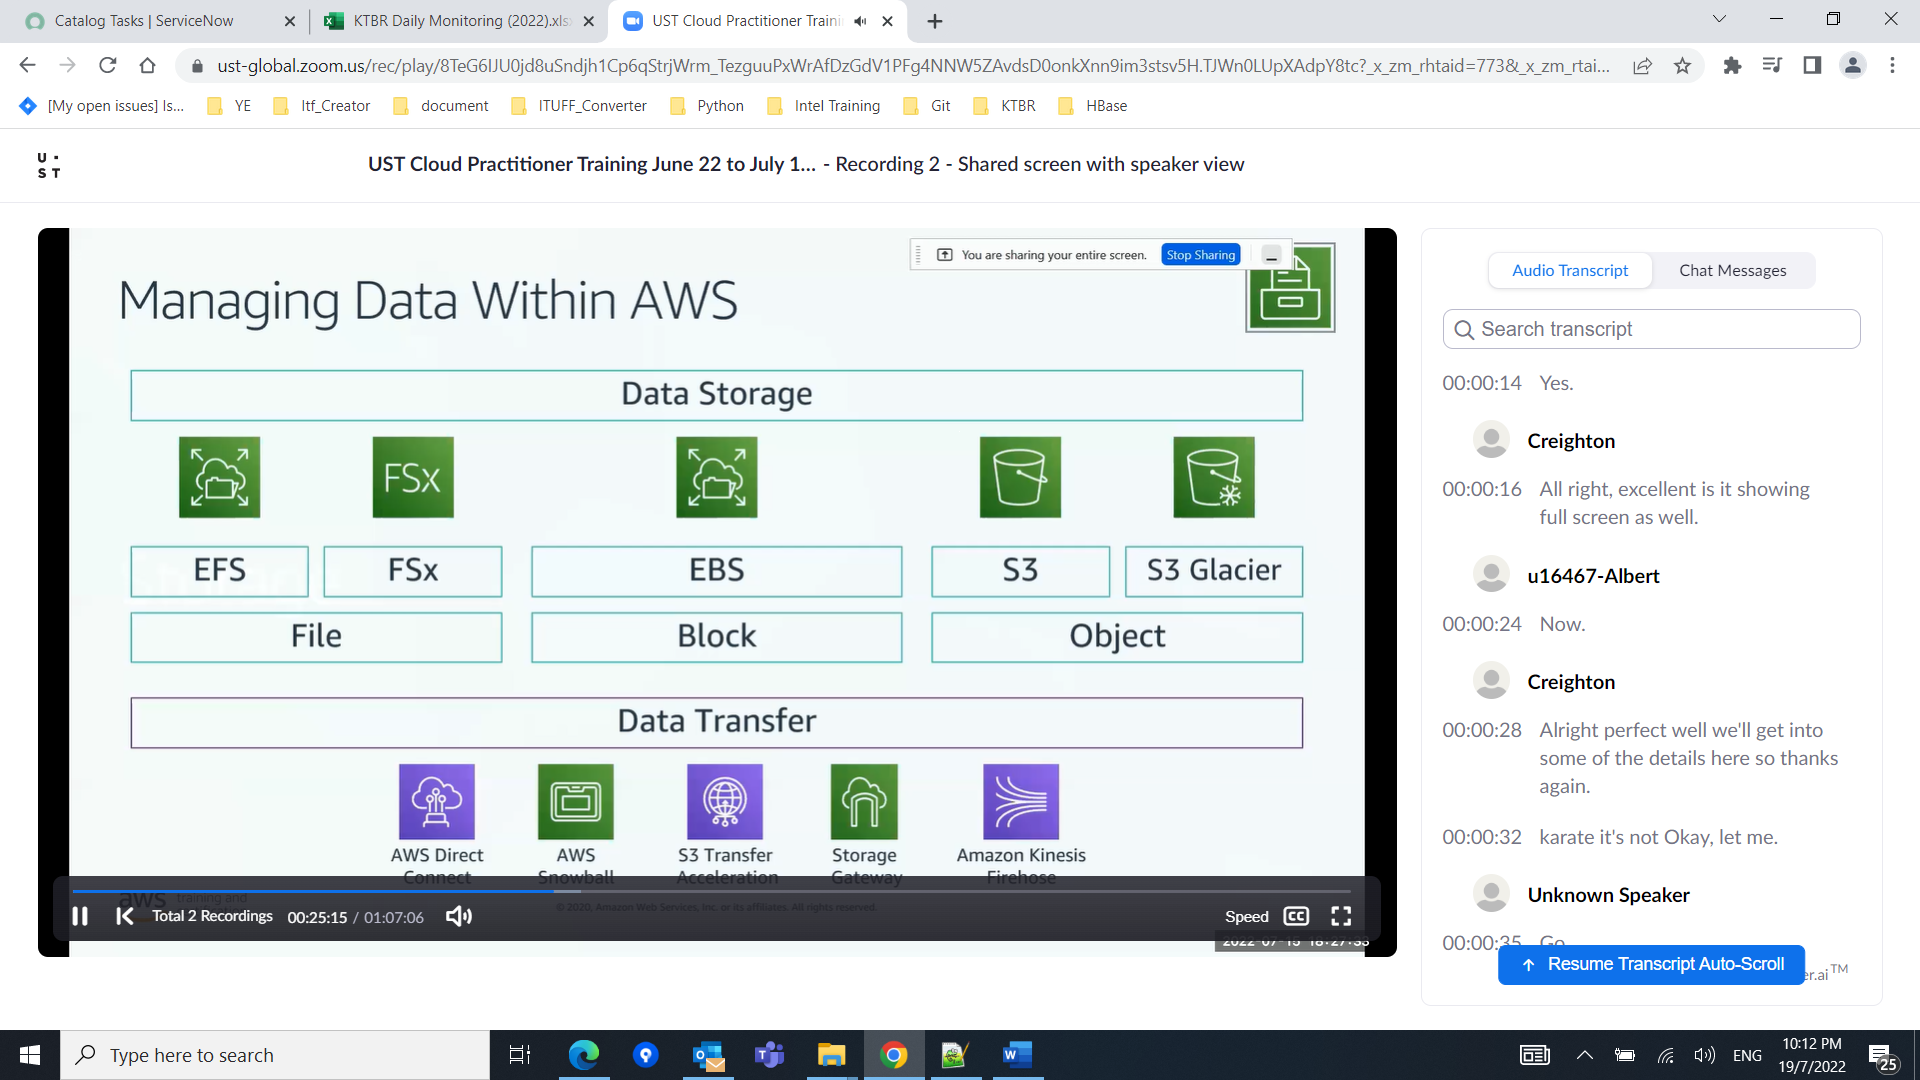 Catalog Tasks | ServiceNow
KTBR Daily Monitoring (2022).xls
UST Cloud Practitioner Traini
ust-global.zoom.us/rec/play/8TeG6IJU0jd8uSndjh1Cp6qStrjWrm_TezguuPxWrAfDzGdV1PFg4NNW5ZAvdsD0onkXnn9im3stsv5H.TJWn0LUpXAdpY8tc?_x_zm_rhtaid=773&_x_zm_rtai...
[My open issues] Is...
YE
Itf_Creator
document
ITUFF_Converter
Python
Intel Training
Git
KTBR
HBase
U·
ST
UST Cloud Practitioner Training June 22 to July 1... - Recording 2 - Shared screen with speaker view
You are sharing your entire screen. Stop Sharing
Managing Data Within AWS
Data Storage
FSx
EFS
FSx
EBS
S3
S3 Glacier
File
Block
Object
Data Transfer
AWS Direct Connect
AWS Snowball
S3 Transfer Acceleration
Storage Gateway
Amazon Kinesis Firehose
aws training and
© 2020, Amazon Web Services, Inc. or its affiliates. All rights reserved.
Total 2 Recordings 00:25:15 / 01:07:06
Speed CC
2022-07-15 18:27:33
Audio Transcript
Chat Messages
Search transcript
00:00:14 Yes.
Creighton
00:00:16 All right, excellent is it showing
full screen as well.
u16467-Albert
00:00:24 Now.
Creighton
00:00:28 Alright perfect well we'll get into
some of the details here so thanks
again.
00:00:32 karate it's not Okay, let me.
Unknown Speaker
00:00:35 Go
Resume Transcript Auto-Scroll
er.ai™
Type here to search
ENG
10:12 PM
19/7/2022
25